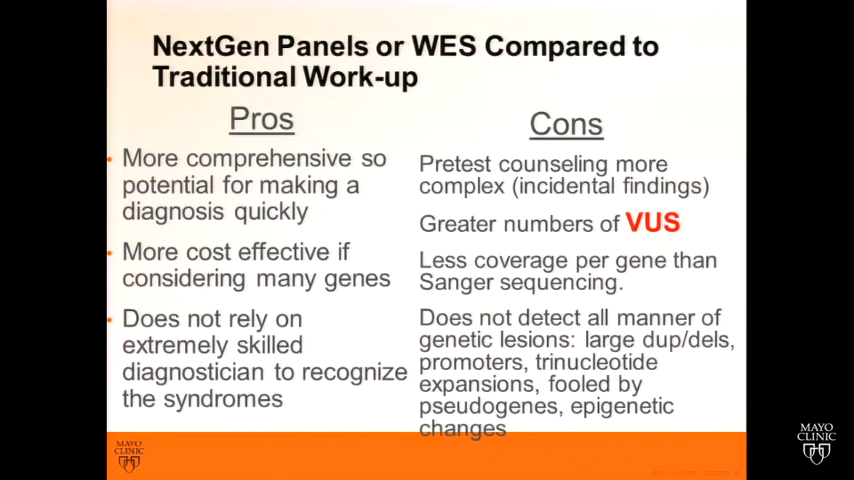 NextGen Panels or WES Compared to
Traditional Work-up
Pros
• More comprehensive so
potential for making a
diagnosis quickly
• More cost effective if
considering many genes
• Does not rely on
extremely skilled
diagnostician to recognize
the syndromes
Cons
Pretest counseling more
complex (incidental findings)
Greater numbers of VUS
Less coverage per gene than
Sanger sequencing.
Does not detect all manner of
genetic lesions: large dup/dels,
promoters, trinucleotide
expansions, fooled by
pseudogenes, epigenetic
changes
MAYO
CLINIC
MAYO
CLINIC